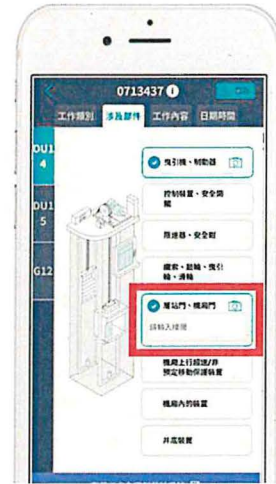 0713437
工作類別 涉及部件 工作內容 日期時間
DU1
4
DU1
5
G12
曳引機、制動器
控制裝置、安全開
關
限速器、安全鉗
纜索、鏈輪、曳引
輪、滑輪
層站門、機廂門
請輸入樓層
機廂上行超速/非
預定移動保護裝置
機廂內的裝置
井底裝置